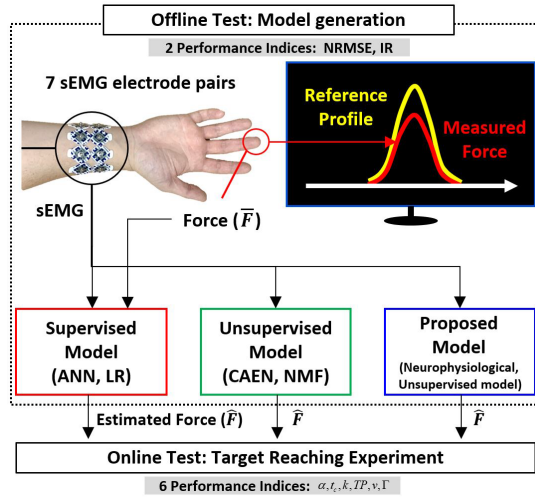 Offline Test: Model generation
2 Performance Indices: NRMSE, IR
7 sEMG electrode pairs
Reference
Profile
Measured
Force
sEMG
Force (F̅)
Supervised
Model
(ANN, LR)
Unsupervised
Model
(CAEN, NMF)
Proposed
Model
(Neurophysiological,
Unsupervised model)
Estimated Force (F̂)
F̂
F̂
Online Test: Target Reaching Experiment
6 Performance Indices: α, t_c, k, TP, v, Γ